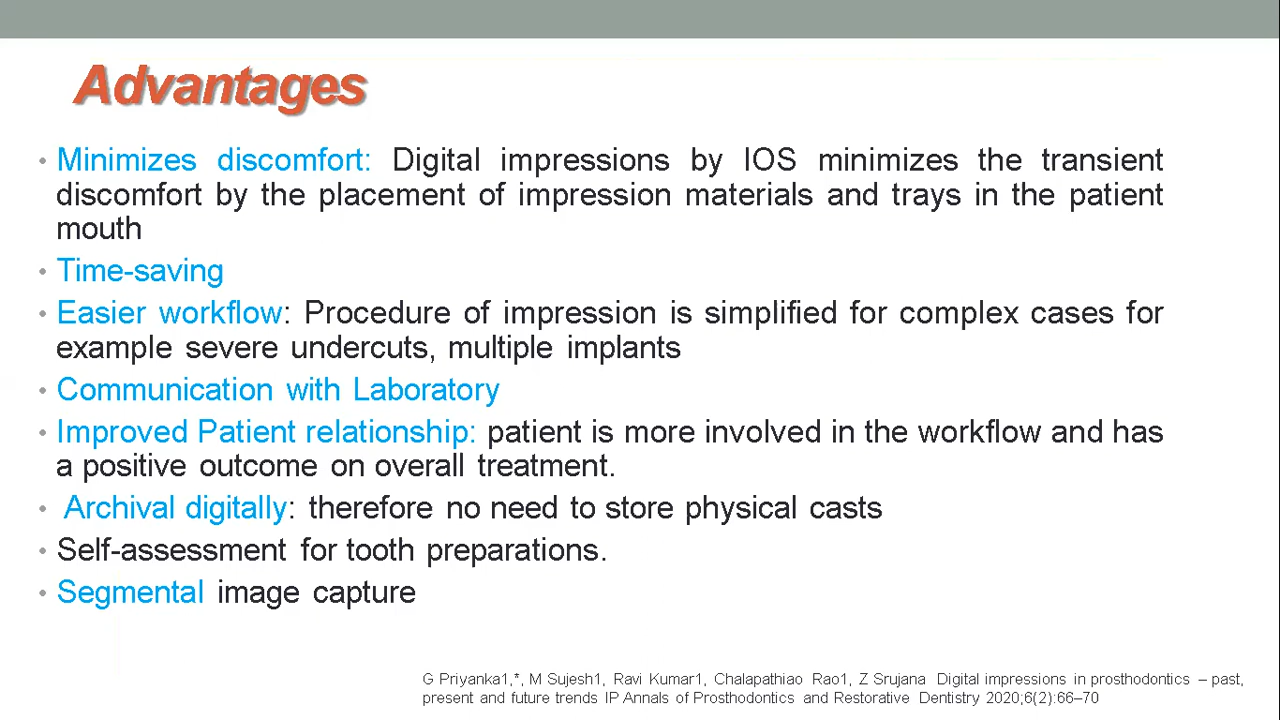 Advantages
• Minimizes discomfort: Digital impressions by IOS minimizes the transient
discomfort by the placement of impression materials and trays in the patient
mouth
• Time-saving
• Easier workflow: Procedure of impression is simplified for complex cases for
example severe undercuts, multiple implants
• Communication with Laboratory
• Improved Patient relationship: patient is more involved in the workflow and has
a positive outcome on overall treatment.
• Archival digitally: therefore no need to store physical casts
• Self-assessment for tooth preparations.
• Segmental image capture
G Priyanka1,*, M Sujesh1, Ravi Kumar1, Chalapathiao Rao1, Z Srujana Digital impressions in prosthodontics – past,
present and future trends IP Annals of Prosthodontics and Restorative Dentistry 2020;6(2):66–70